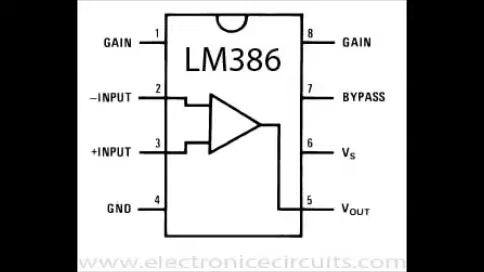 LM386
GAIN 1
8 GAIN
−INPUT 2
7 BYPASS
+INPUT 3
6 VS
GND 4
5 VOUT
www.electronicecircuits.com